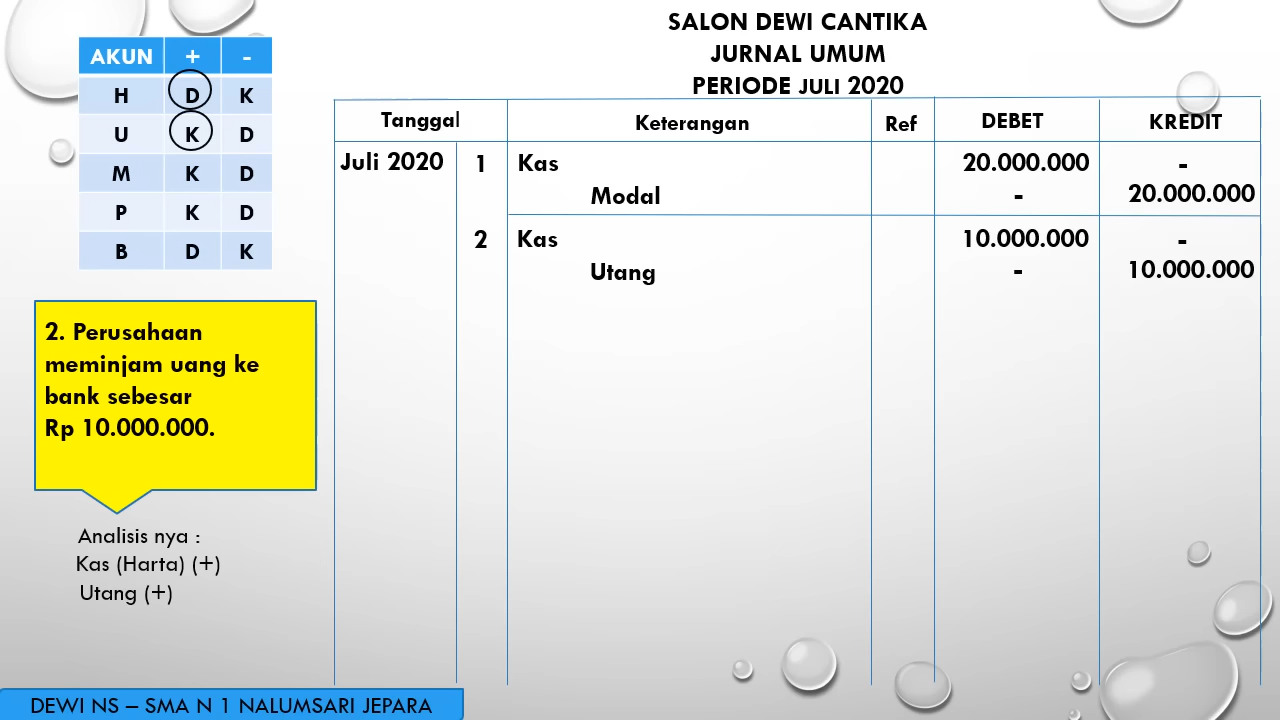 SALON DEWI CANTIKA
JURNAL UMUM
PERIODE JULI 2020
AKUN + -
H D K
U K D
M K D
P K D
B D K
Tanggal Keterangan Ref DEBET KREDIT
Juli 2020 1 Kas 20.000.000 -
Modal - 20.000.000
2 Kas 10.000.000 -
Utang - 10.000.000
2. Perusahaan
meminjam uang ke
bank sebesar
Rp 10.000.000.
Analisis nya :
Kas (Harta) (+)
Utang (+)
DEWI NS – SMA N 1 NALUMSARI JEPARA